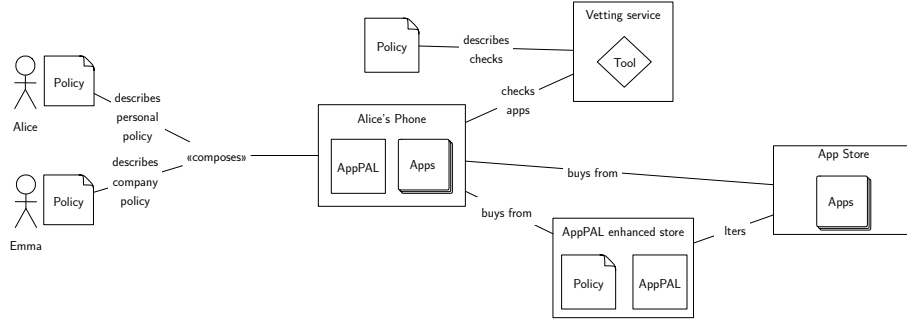 Vetting service
Policy
describes
checks
Tool
Policy
Alice
describes
personal
policy
checks
apps
Alice's Phone
AppPAL
Apps
«composes»
describes
company
policy
Policy
Emma
buys from
App Store
Apps
buys from
lters
AppPAL enhanced store
Policy
AppPAL